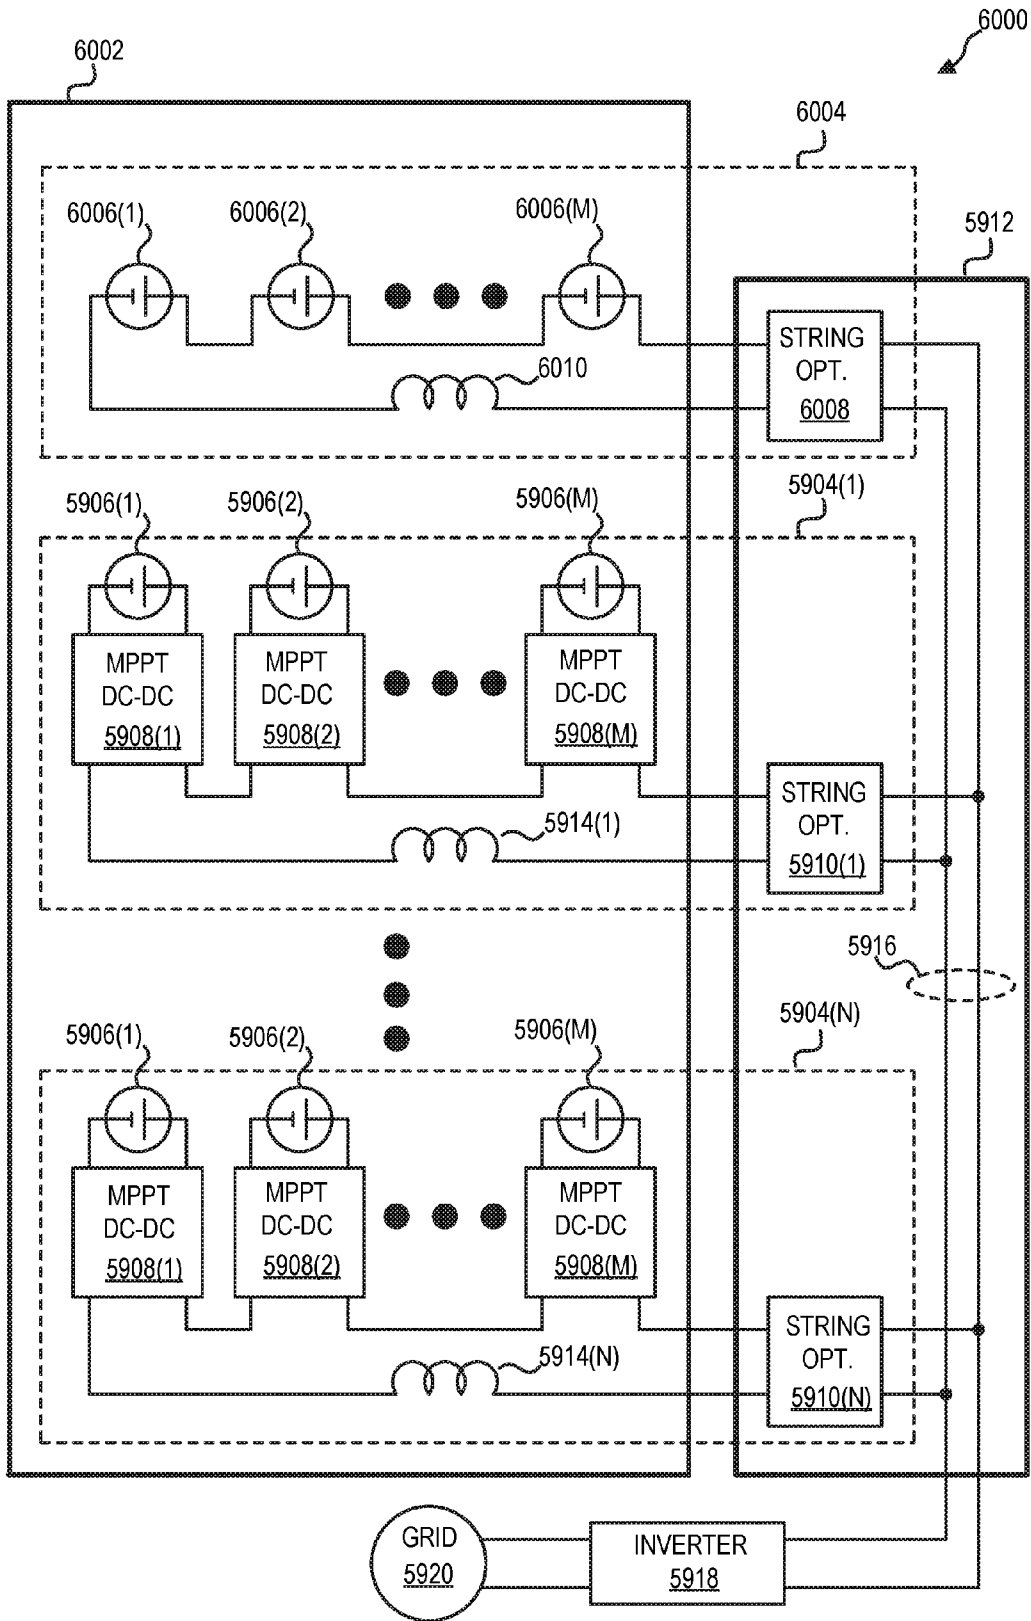 6000
6002
6004
6006(1)
6006(2)
6006(M)
5912
STRING
OPT.
6008
6010
5904(1)
5906(1)
5906(2)
5906(M)
MPPT
DC-DC
5908(1)
MPPT
DC-DC
5908(2)
MPPT
DC-DC
5908(M)
STRING
OPT.
5910(1)
5914(1)
5916
5904(N)
5906(1)
5906(2)
5906(M)
MPPT
DC-DC
5908(1)
MPPT
DC-DC
5908(2)
MPPT
DC-DC
5908(M)
STRING
OPT.
5910(N)
5914(N)
GRID
5920
INVERTER
5918